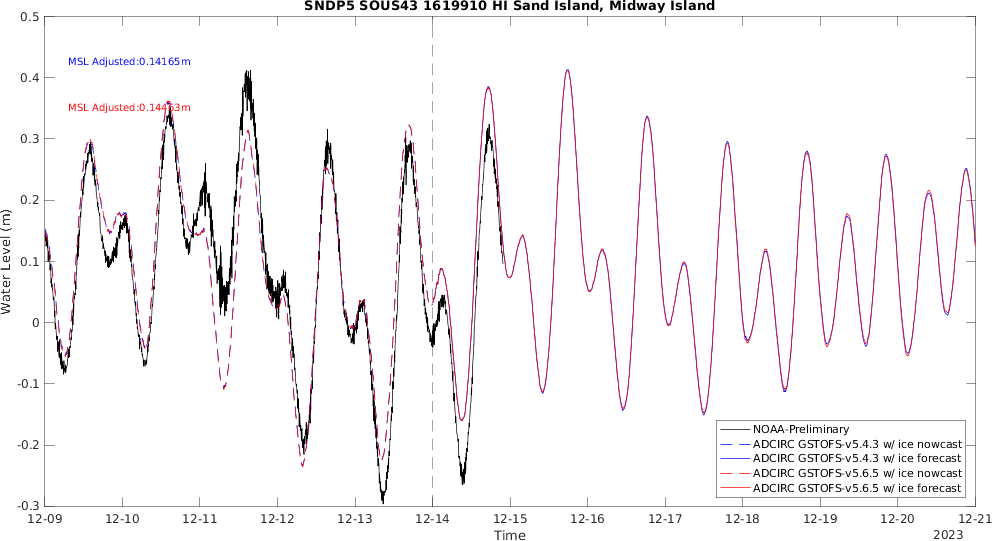 SNDP5 SOUS43 1619910 HI Sand Island, Midway Island
0.5
0.4
0.3
0.2
0.1
0
-0.1
-0.2
-0.3
Water Level (m)
MSL Adjusted:0.14165m
MSL Adjusted:0.14463m
NOAA-Preliminary
ADCIRC GSTOFS-v5.4.3 w/ ice nowcast
ADCIRC GSTOFS-v5.4.3 w/ ice forecast
ADCIRC GSTOFS-v5.6.5 w/ ice nowcast
ADCIRC GSTOFS-v5.6.5 w/ ice forecast
12-09 12-10 12-11 12-12 12-13 12-14 12-15 12-16 12-17 12-18 12-19 12-20 12-21
Time
2023